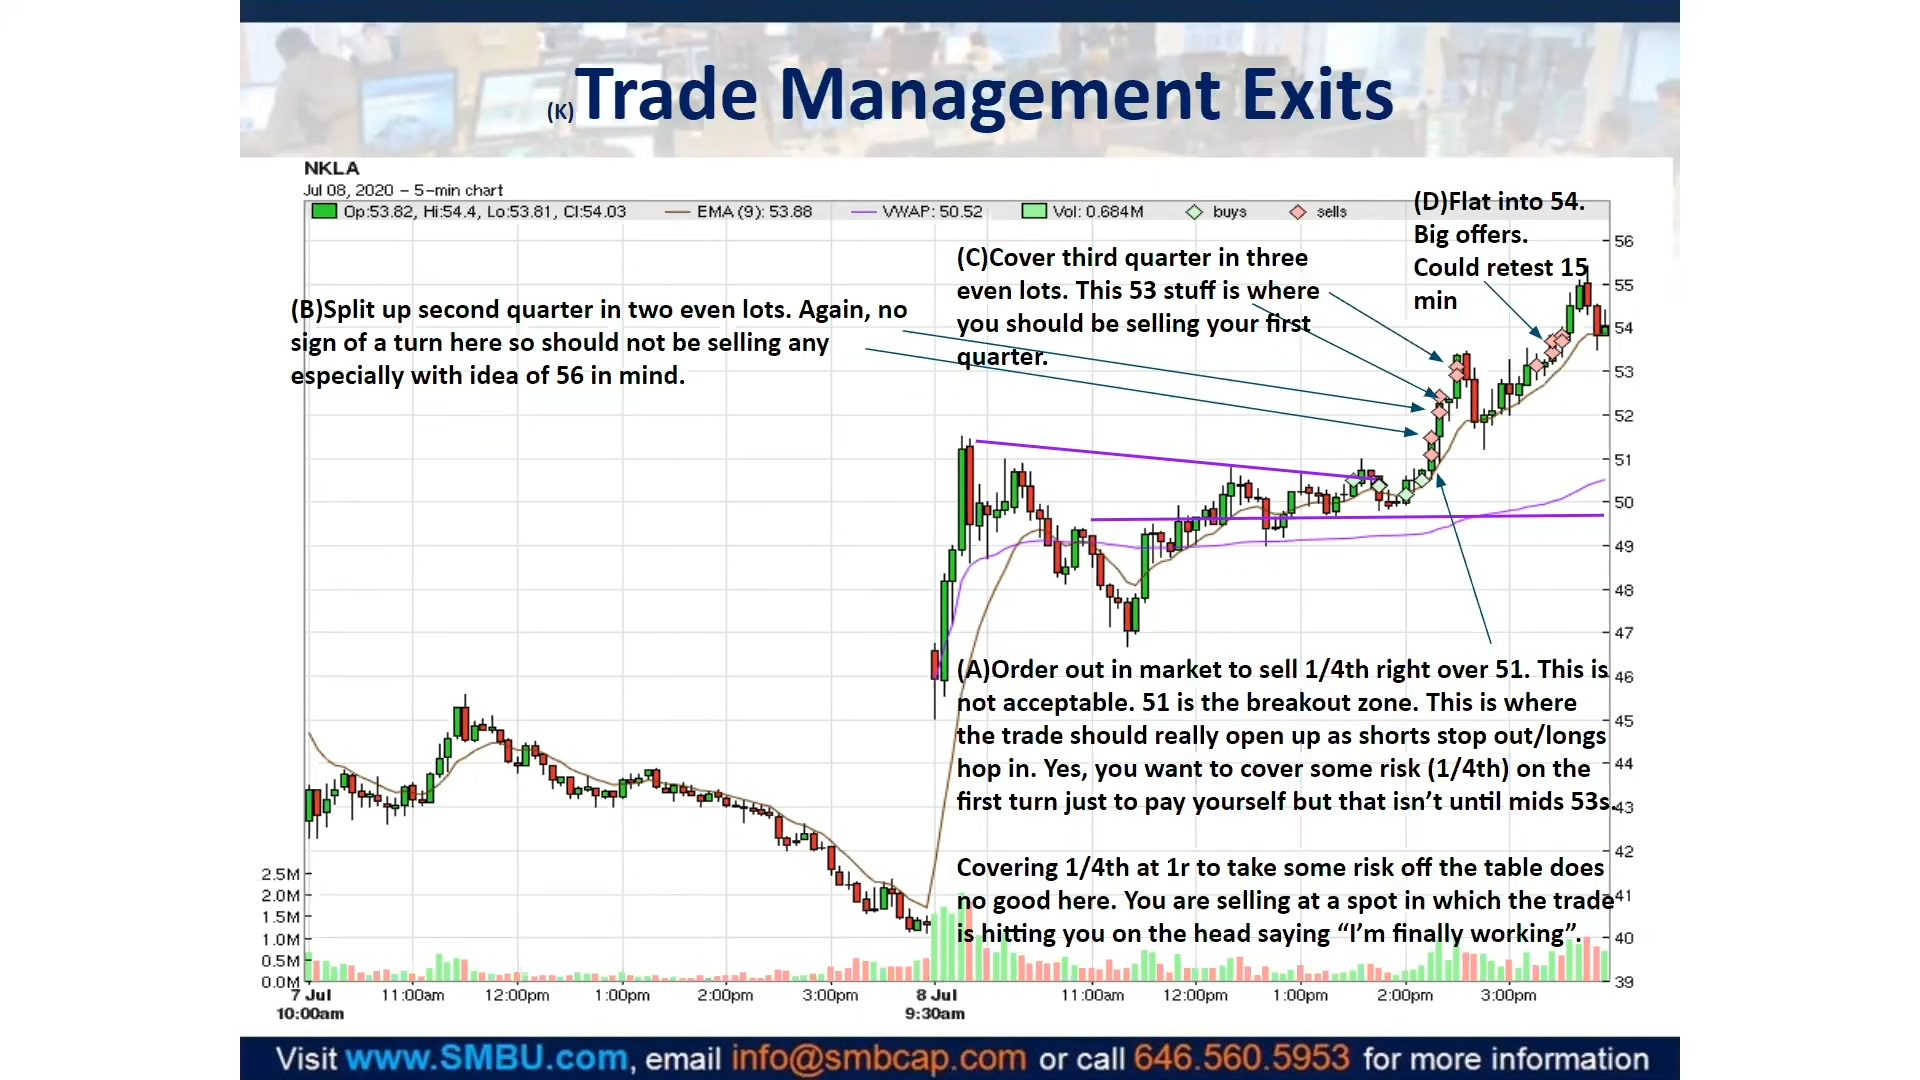 (K)Trade Management Exits
NKLA
Jul 08, 2020 – 5-min chart
Op:53.82, Hi:54.4, Lo:53.81, Cl:54.03 EMA (9): 53.88 VWAP: 50.52 Vol: 0.684M buys sells
(D)Flat into 54.
Big offers.
Could retest 15
min
(C)Cover third quarter in three
even lots. This 53 stuff is where
you should be selling your first
quarter.
(B)Split up second quarter in two even lots. Again, no
sign of a turn here so should not be selling any
especially with idea of 56 in mind.
(A)Order out in market to sell 1/4th right over 51. This is
not acceptable. 51 is the breakout zone. This is where
the trade should really open up as shorts stop out/longs
hop in. Yes, you want to cover some risk (1/4th) on the
first turn just to pay yourself but that isn't until mids 53s.
Covering 1/4th at 1r to take some risk off the table does
no good here. You are selling at a spot in which the trade
is hitting you on the head saying “I'm finally working”.
56
55
54
53
52
51
50
49
48
47
46
45
44
43
42
41
40
39
2.5M
2.0M
1.5M
1.0M
0.5M
0.0M
7 Jul 11:00am 12:00pm 1:00pm 2:00pm 3:00pm 8 Jul 11:00am 12:00pm 1:00pm 2:00pm 3:00pm
10:00am 9:30am
Visit www.SMBU.com, email info@smbcap.com or call 646.560.5953 for more information